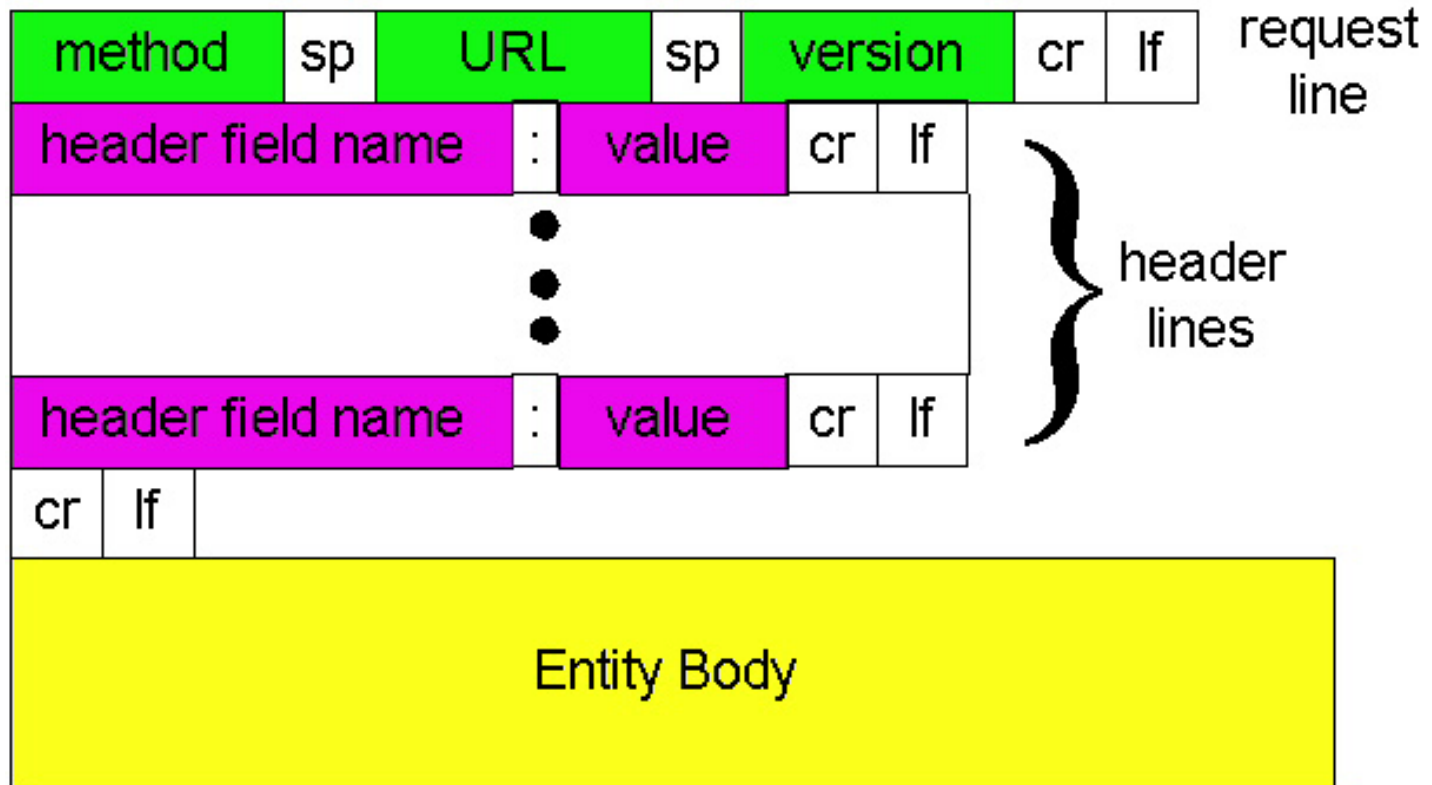 method sp URL sp version cr lf request line
header field name : value cr lf
header lines
header field name : value cr lf
cr lf
Entity Body